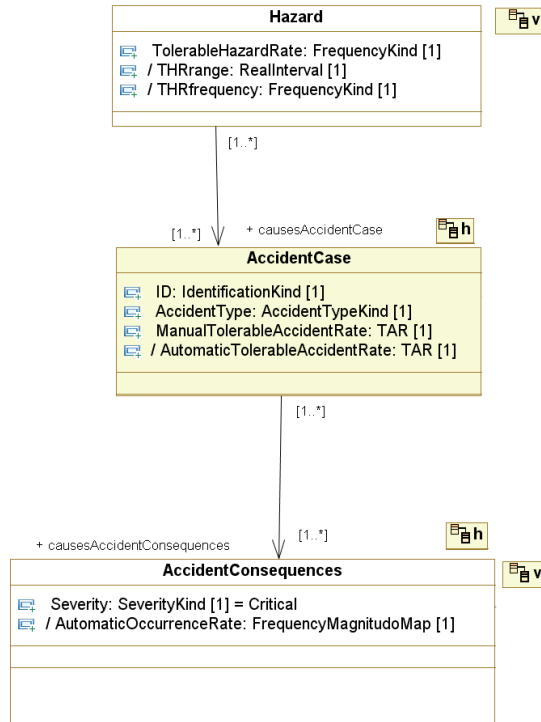 Hazard
v
TolerableHazardRate: FrequencyKind [1]
/ THRrange: RealInterval [1]
/ THRfrequency: FrequencyKind [1]
[1..*]
[1..*]
+ causesAccidentCase
h
AccidentCase
ID: IdentificationKind [1]
AccidentType: AccidentTypeKind [1]
ManualTolerableAccidentRate: TAR [1]
/ AutomaticTolerableAccidentRate: TAR [1]
[1..*]
[1..*]
h
+ causesAccidentConsequences
AccidentConsequences
v
Severity: SeverityKind [1] = Critical
/ AutomaticOccurrenceRate: FrequencyMagnitudoMap [1]